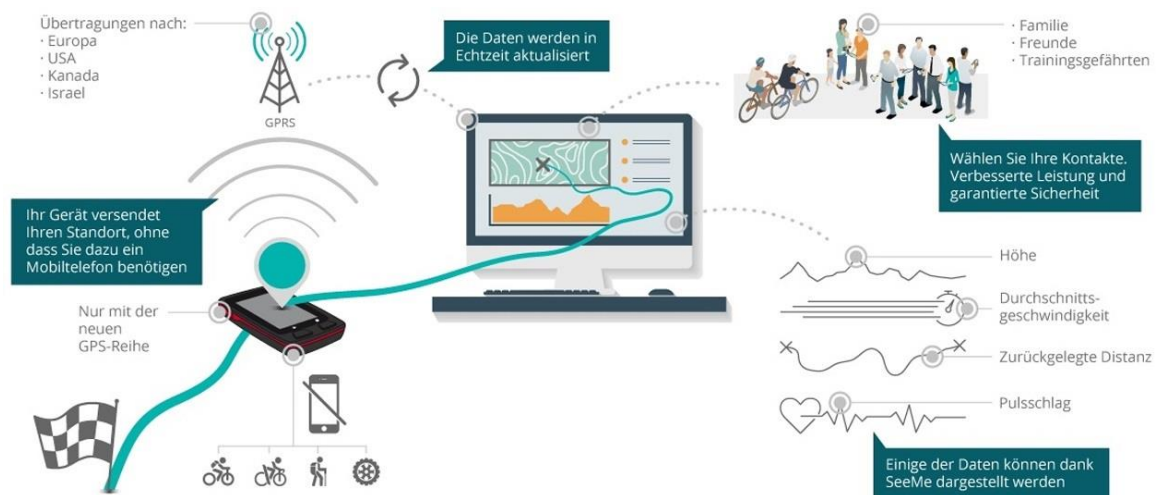 Übertragungen nach:
· Europa
· USA
· Kanada
· Israel
GPRS
Die Daten werden in
Echtzeit aktualisiert
· Familie
· Freunde
· Trainingsgefährten
Wählen Sie Ihre Kontakte.
Verbesserte Leistung und
garantierte Sicherheit
Ihr Gerät versendet
Ihren Standort, ohne
dass Sie dazu ein
Mobiltelefon benötigen
Nur mit der
neuen
GPS-Reihe
Höhe
Durchschnitts-
geschwindigkeit
Zurückgelegte Distanz
Pulsschlag
Einige der Daten können dank
SeeMe dargestellt werden